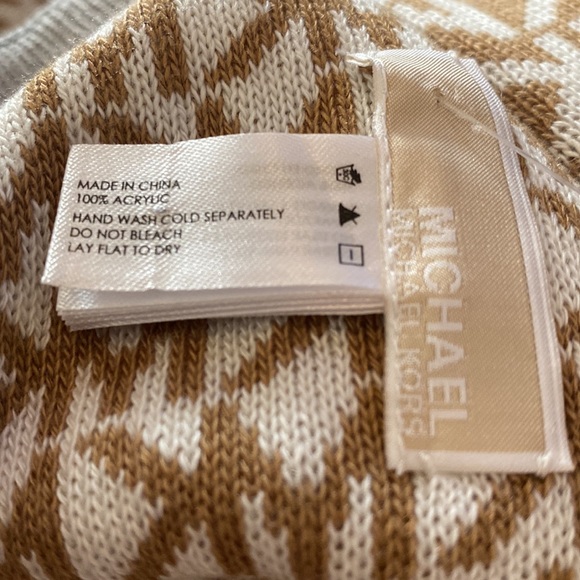 MADE IN CHINA
100% ACRYLIC
HAND WASH COLD SEPARATELY
DO NOT BLEACH
LAY FLAT TO DRY
MICHAEL
MICHAEL KORS